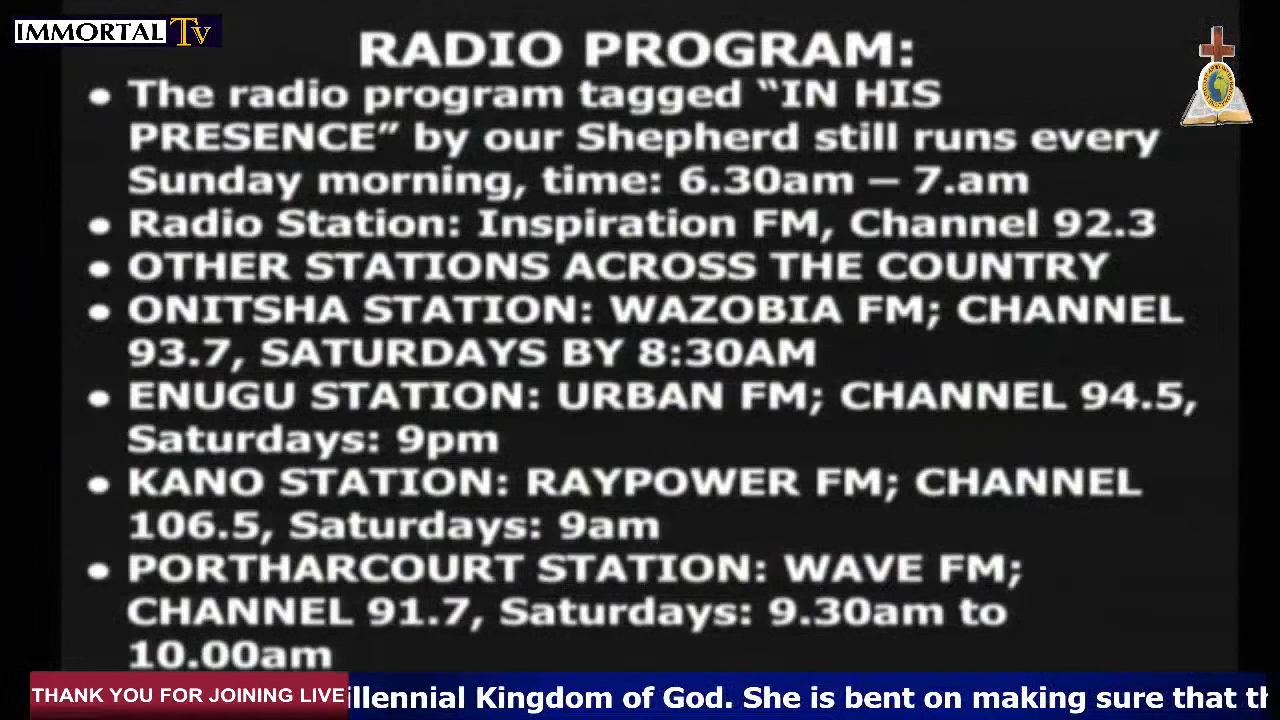 IMMORTAL Tv
RADIO PROGRAM:
• The radio program tagged “IN HIS
PRESENCE” by our Shepherd still runs every
Sunday morning, time: 6.30am – 7.am
• Radio Station: Inspiration FM, Channel 92.3
• OTHER STATIONS ACROSS THE COUNTRY
• ONITSHA STATION: WAZOBIA FM; CHANNEL
93.7, SATURDAYS BY 8:30AM
• ENUGU STATION: URBAN FM; CHANNEL 94.5,
Saturdays: 9pm
• KANO STATION: RAYPOWER FM; CHANNEL
106.5, Saturdays: 9am
• PORTHARCOURT STATION: WAVE FM;
CHANNEL 91.7, Saturdays: 9.30am to
10.00am
THANK YOU FOR JOINING LIVE
illennial Kingdom of God. She is bent on making sure that th